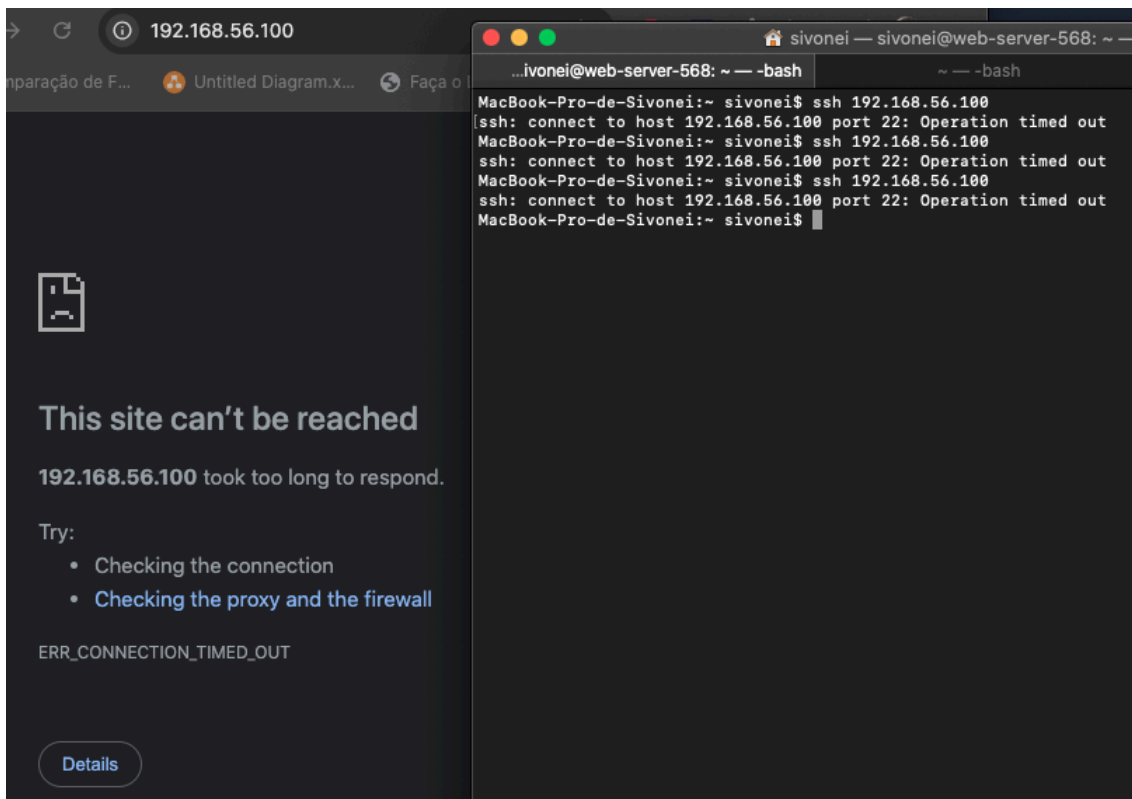 192.168.56.100
mparação de F... Untitled Diagram.x... Faça o
This site can't be reached
192.168.56.100 took too long to respond.
Try:
• Checking the connection
• Checking the proxy and the firewall
ERR_CONNECTION_TIMED_OUT
Details
sivonei — sivonei@web-server-568: ~ —
...ivonei@web-server-568: ~ — -bash ~ — -bash
MacBook-Pro-de-Sivonei:~ sivonei$ ssh 192.168.56.100
[ssh: connect to host 192.168.56.100 port 22: Operation timed out
MacBook-Pro-de-Sivonei:~ sivonei$ ssh 192.168.56.100
ssh: connect to host 192.168.56.100 port 22: Operation timed out
MacBook-Pro-de-Sivonei:~ sivonei$ ssh 192.168.56.100
ssh: connect to host 192.168.56.100 port 22: Operation timed out
MacBook-Pro-de-Sivonei:~ sivonei$